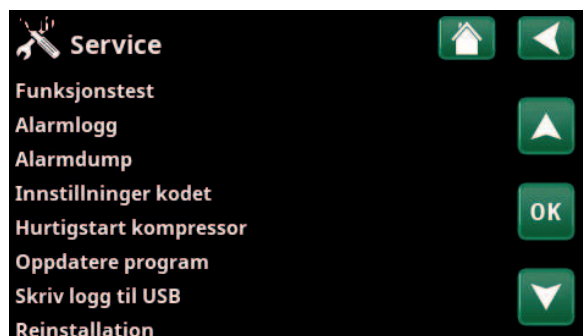 Service
Funksjonstest
Alarmlogg
Alarmdump
Innstillinger kodet
Hurtigstart kompressor
OK
Oppdatere program
Skriv logg til USB
Reinstallation